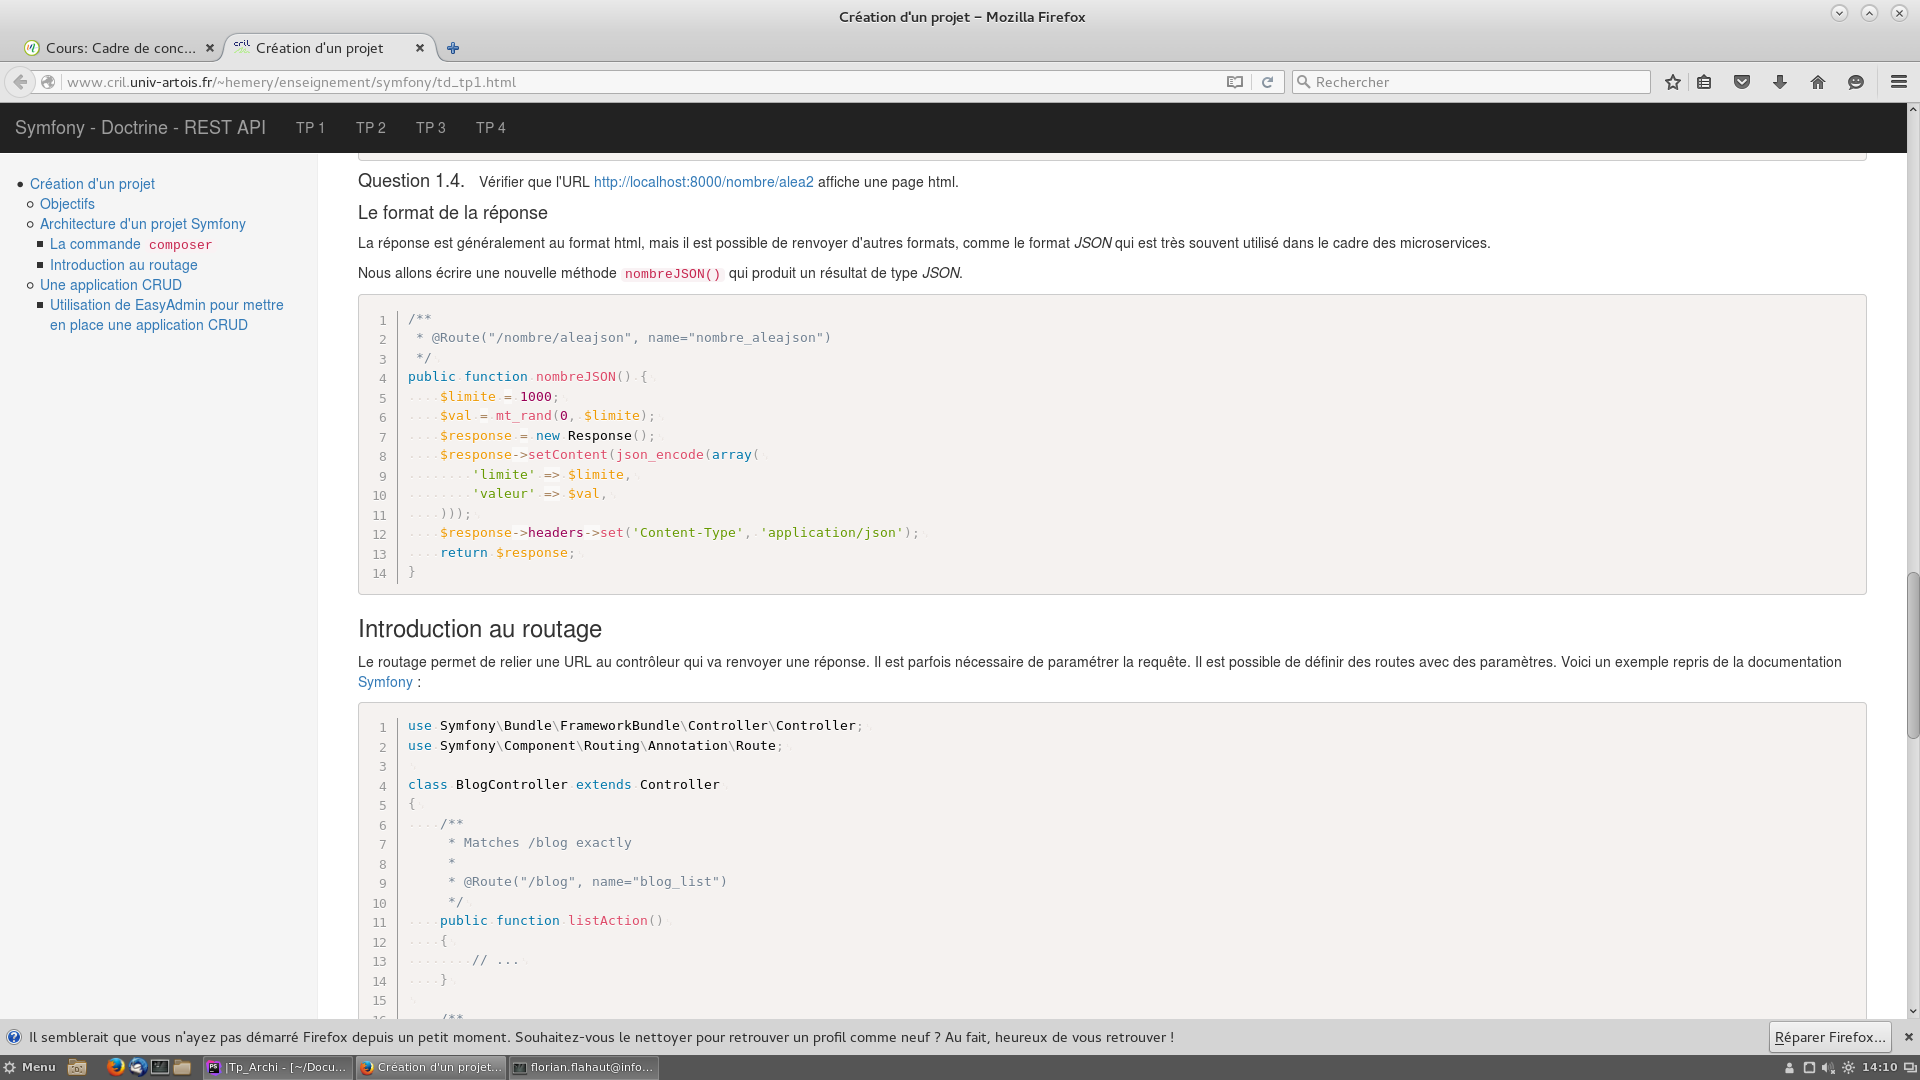 Création d'un projet – Mozilla Firefox
Cours: Cadre de conc...
cril
Création d'un projet
www.cril.univ-artois.fr/~hemery/enseignement/symfony/td_tp1.html
Rechercher
Symfony - Doctrine - REST API TP 1 TP 2 TP 3 TP 4
Création d'un projet
Objectifs
Architecture d'un projet Symfony
La commande composer
Introduction au routage
Une application CRUD
Utilisation de EasyAdmin pour mettre
en place une application CRUD
Question 1.4. Vérifier que l'URL http://localhost:8000/nombre/alea2 affiche une page html.
Le format de la réponse
La réponse est généralement au format html, mais il est possible de renvoyer d'autres formats, comme le format JSON qui est très souvent utilisé dans le cadre des microservices.
Nous allons écrire une nouvelle méthode nombreJSON() qui produit un résultat de type JSON.
1 /**
2 * @Route("/nombre/aleajson", name="nombre_aleajson")
3 */
4 public function nombreJSON() {
5 $limite = 1000;
6 $val = mt_rand(0, $limite);
7 $response = new Response();
8 $response->setContent(json_encode(array(
9 'limite' => $limite,
10 'valeur' => $val,
11 )));
12 $response->headers->set('Content-Type', 'application/json');
13 return $response;
14 }
Introduction au routage
Le routage permet de relier une URL au contrôleur qui va renvoyer une réponse. Il est parfois nécessaire de paramétrer la requête. Il est possible de définir des routes avec des paramètres. Voici un exemple repris de la documentation
Symfony :
1 use Symfony\Bundle\FrameworkBundle\Controller\Controller;
2 use Symfony\Component\Routing\Annotation\Route;
3
4 class BlogController extends Controller
5 {
6 /**
7 * Matches /blog exactly
8 *
9 * @Route("/blog", name="blog_list")
10 */
11 public function listAction()
12 {
13 // ...
14 }
15
16 /**
Il semblerait que vous n'ayez pas démarré Firefox depuis un petit moment. Souhaitez-vous le nettoyer pour retrouver un profil comme neuf ? Au fait, heureux de vous retrouver !
Réparer Firefox...
Menu
|Tp_Archi - [~/Docu...
Création d'un projet...
florian.flahaut@info...
14:10